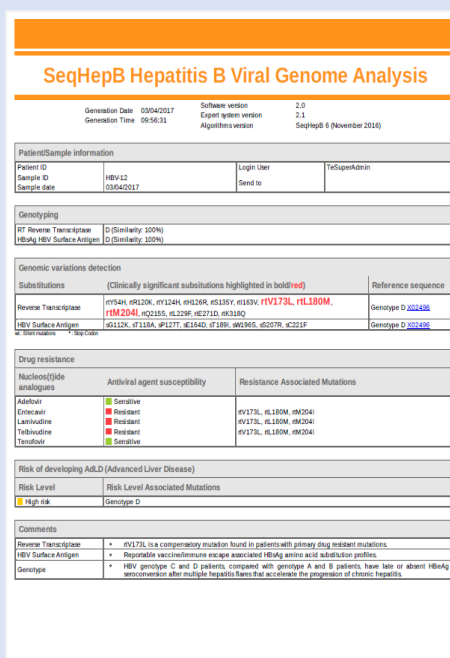 SeqHepB Hepatitis B Viral Genome Analysis
Generation Date 03/04/2017
Generation Time 09:56:31
Software version 2.0
Expert system version 2.1
Algorithms version SeqHepB 6 (November 2016)
Patient/Sample information
Patient ID
Sample ID HBV-12
Sample date 03/04/2017
Login User TeSuperAdmin
Send to
Genotyping
RT Reverse Transcriptase D (Similarity: 100%)
HBsAg HBV Surface Antigen D (Similarity: 100%)
Genomic variations detection
Substitutions (Clinically significant subsitutions highlighted in bold/red) Reference sequence
Reverse Transcriptase rtY54H, rtR120K, rtY124H, rtH126R, rtS135Y, rtI163V, rtV173L, rtL180M,
rtM204I, rtQ215S, rtL229F, rtE271D, rtK318Q Genotype D X02496
HBV Surface Antigen sG112K, sT118A, sP127T, sE164D, sT189I, sW196S, sS207R, sC221F Genotype D X02496
wt : Silent mutations * : Stop Codon
Drug resistance
Nucleos(t)ide
analogues Antiviral agent susceptibility Resistance Associated Mutations
Adefovir Sensitive
Entecavir Resistant rtV173L, rtL180M, rtM204I
Lamivudine Resistant rtV173L, rtL180M, rtM204I
Telbivudine Resistant rtV173L, rtL180M, rtM204I
Tenofovir Sensitive
Risk of developing AdLD (Advanced Liver Disease)
Risk Level Risk Level Associated Mutations
High risk Genotype D
Comments
Reverse Transcriptase • rtV173L is a compensatory mutation found in patients with primary drug resistant mutations.
HBV Surface Antigen • Reportable vaccine/immune escape associated HBsAg amino acid substitution profiles.
Genotype • HBV genotype C and D patients, compared with genotype A and B patients, have late or absent HBeAg
seroconversion after multiple hepatitis flares that accelerate the progression of chronic hepatitis.